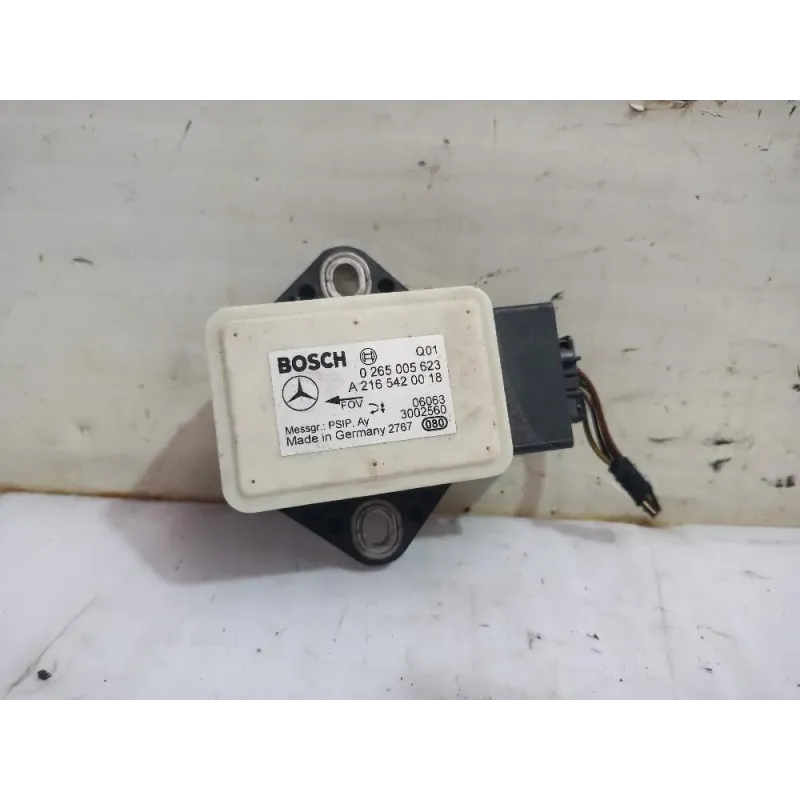 BOSCH
Q01
0 265 005 623
A 216 542 00 18
FOV
06063
3002560
Messgr.: PSIP. Ay
Made in Germany 2767
080